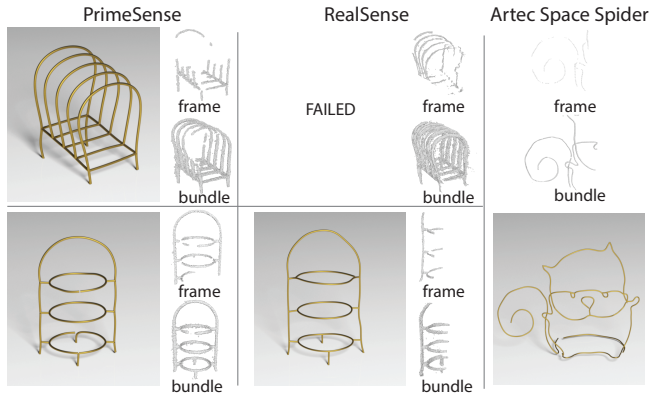 PrimeSense
RealSense
Artec Space Spider
frame
FAILED
frame
frame
bundle
bundle
bundle
frame
frame
bundle
bundle